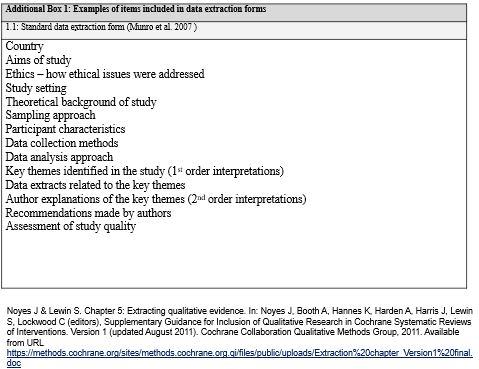 Additional Box 1: Examples of items included in data extraction forms
1.1: Standard data extraction form (Munro et al. 2007 )
Country
Aims of study
Ethics – how ethical issues were addressed
Study setting
Theoretical background of study
Sampling approach
Participant characteristics
Data collection methods
Data analysis approach
Key themes identified in the study (1st order interpretations)
Data extracts related to the key themes
Author explanations of the key themes (2nd order interpretations)
Recommendations made by authors
Assessment of study quality
Noyes J & Lewin S. Chapter 5: Extracting qualitative evidence. In: Noyes J, Booth A, Hannes K, Harden A, Harris J, Lewin
S, Lockwood C (editors), Supplementary Guidance for Inclusion of Qualitative Research in Cochrane Systematic Reviews
of Interventions. Version 1 (updated August 2011). Cochrane Collaboration Qualitative Methods Group, 2011. Available
from URL
https://methods.cochrane.org/sites/methods.cochrane.org.qi/files/public/uploads/Extraction%20chapter_Version1%20final.
doc